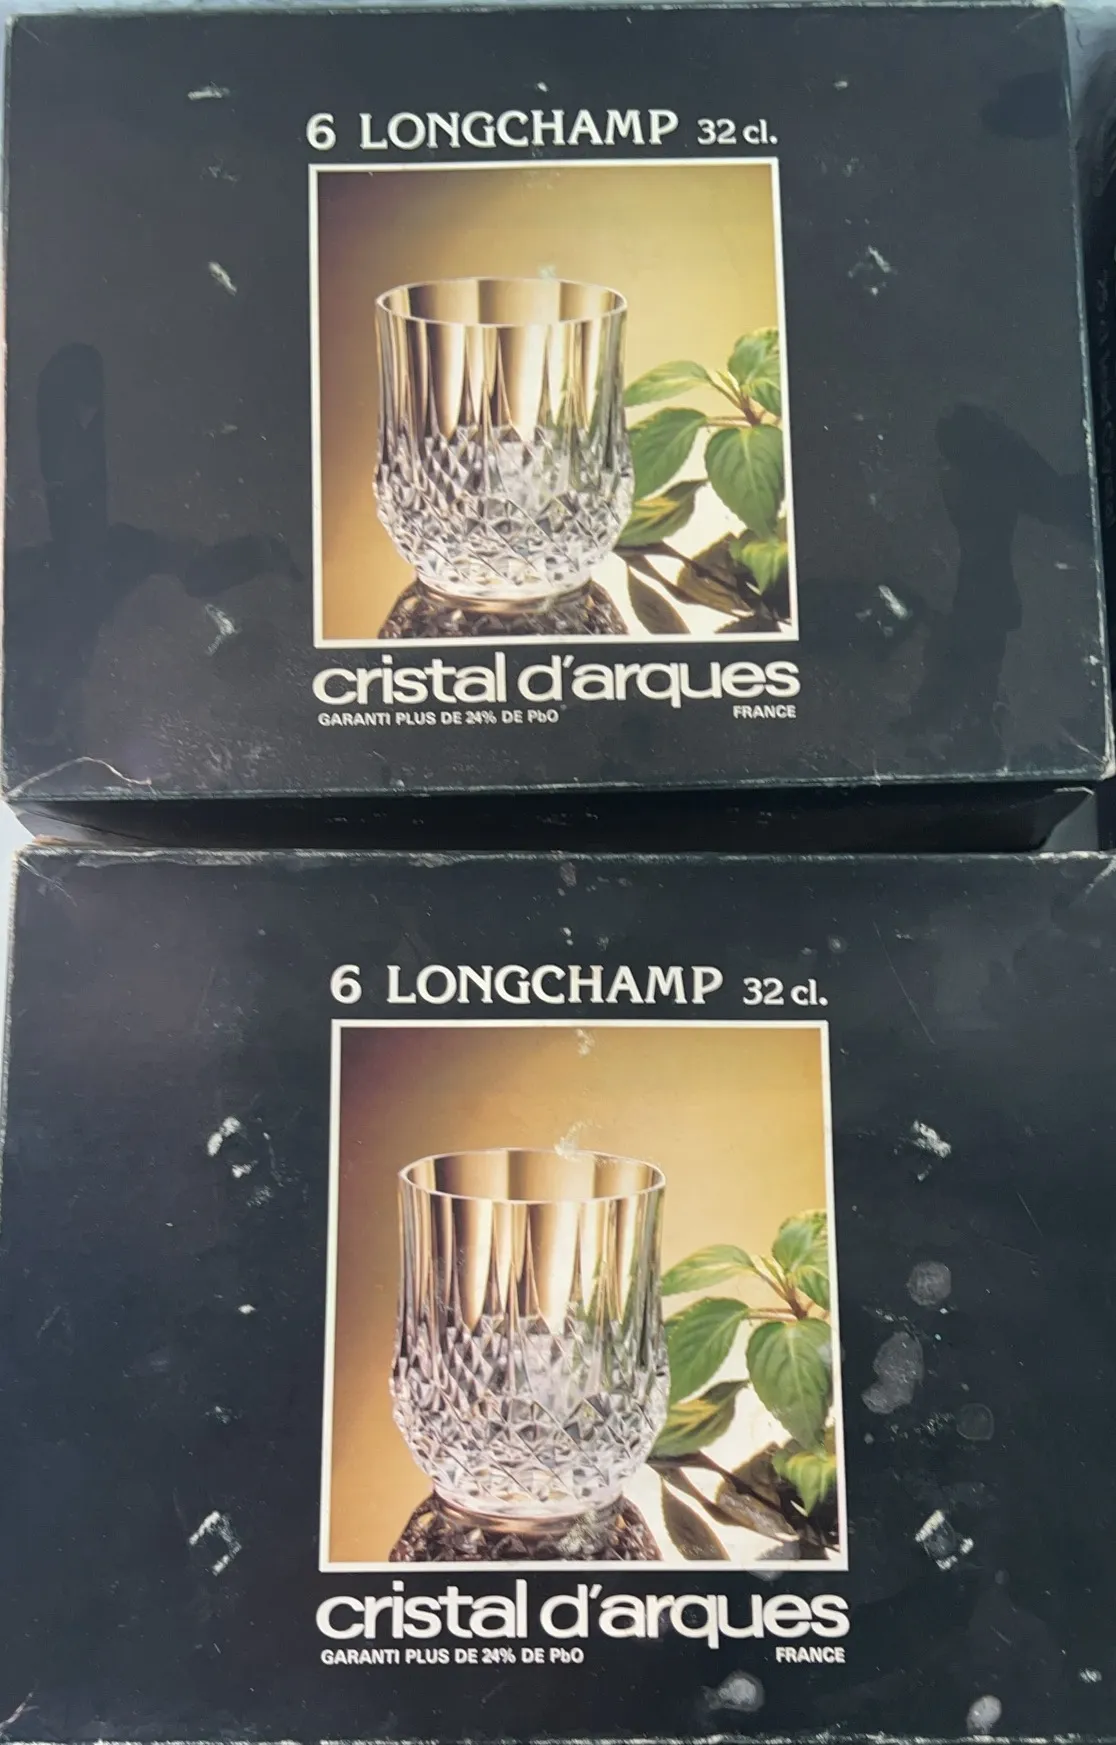 6 LONGCHAMP 32 cl.
cristal d'arques
GARANTI PLUS DE 24% DE PbO FRANCE
6 LONGCHAMP 32 cl.
cristal d'arques
GARANTI PLUS DE 24% DE PbO FRANCE